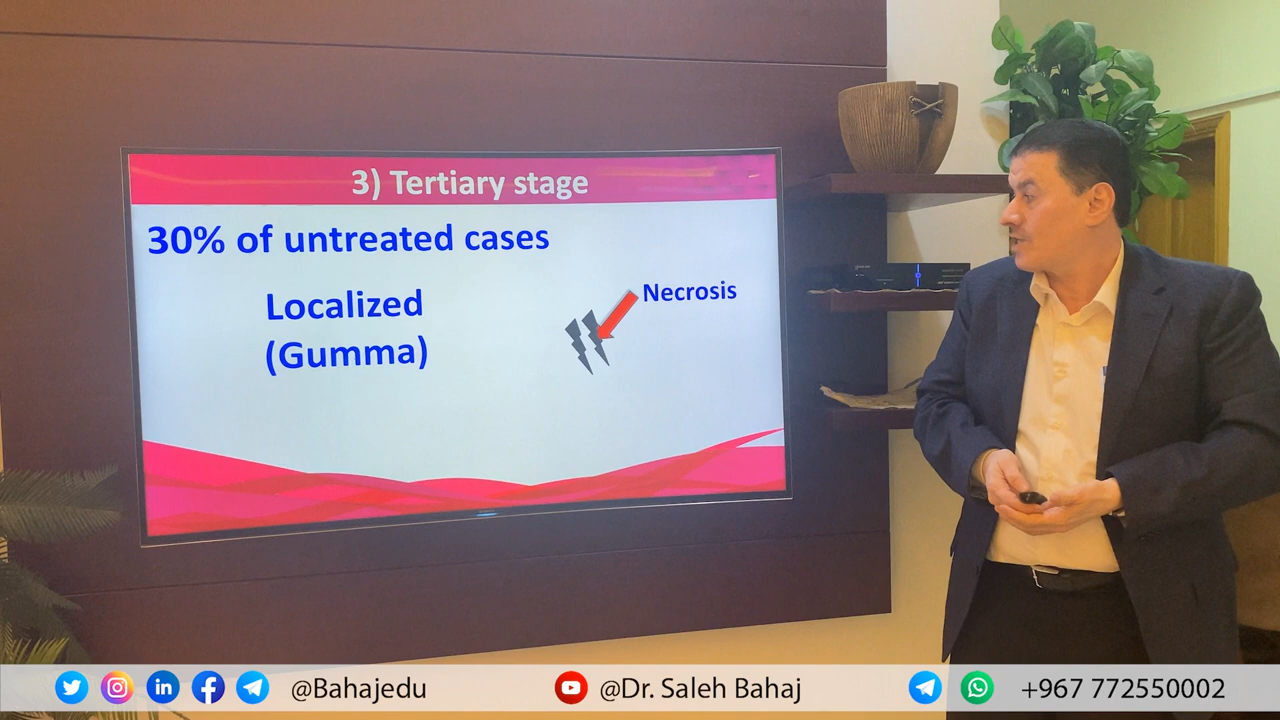 3) Tertiary stage
30% of untreated cases
Localized
(Gumma)
Necrosis
@Bahajedu
@Dr. Saleh Bahaj
+967 772550002